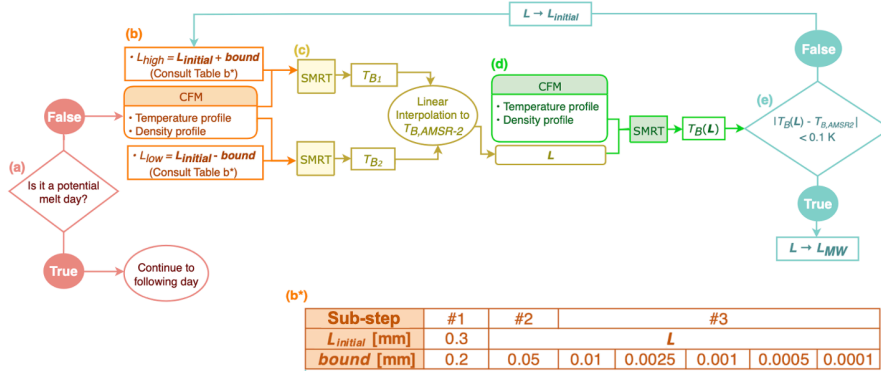 L → L_initial
(b)
• L_high = L_initial + bound
(Consult Table b*)
CFM
• Temperature profile
• Density profile
• L_low = L_initial - bound
(Consult Table b*)
(c)
SMRT
T_B1
SMRT
T_B2
Linear
Interpolation to
T_B,AMSR-2
(d)
CFM
• Temperature profile
• Density profile
L
SMRT
T_B(L)
False
(e)
|T_B(L) - T_B,AMSR2|
< 0.1 K
True
L → L_MW
False
(a)
Is it a potential
melt day?
True
Continue to
following day
(b*)
Sub-step #1 #2 #3
L_initial [mm] 0.3 L
bound [mm] 0.2 0.05 0.01 0.0025 0.001 0.0005 0.0001